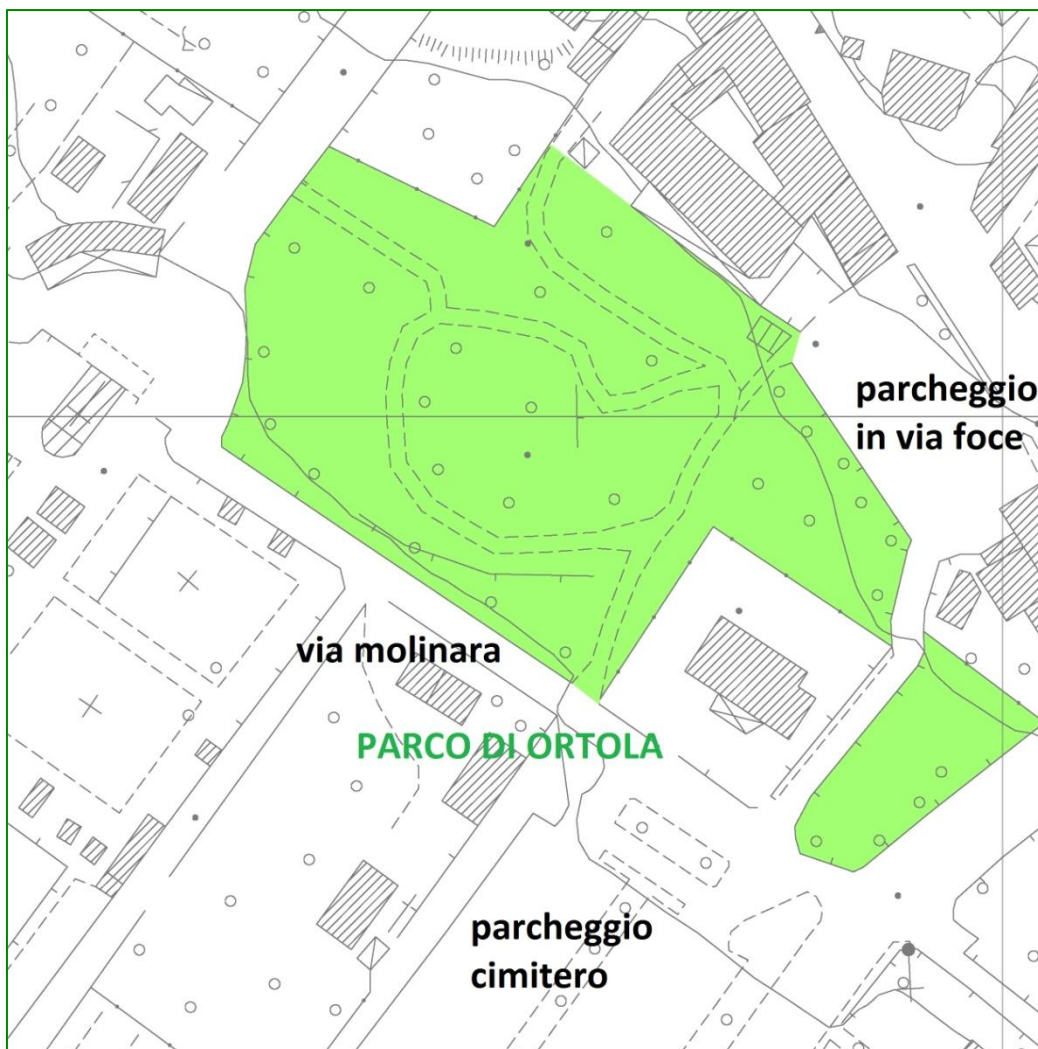 parcheggio
in via foce
via molinara
PARCO DI ORTOLA
parcheggio
cimitero